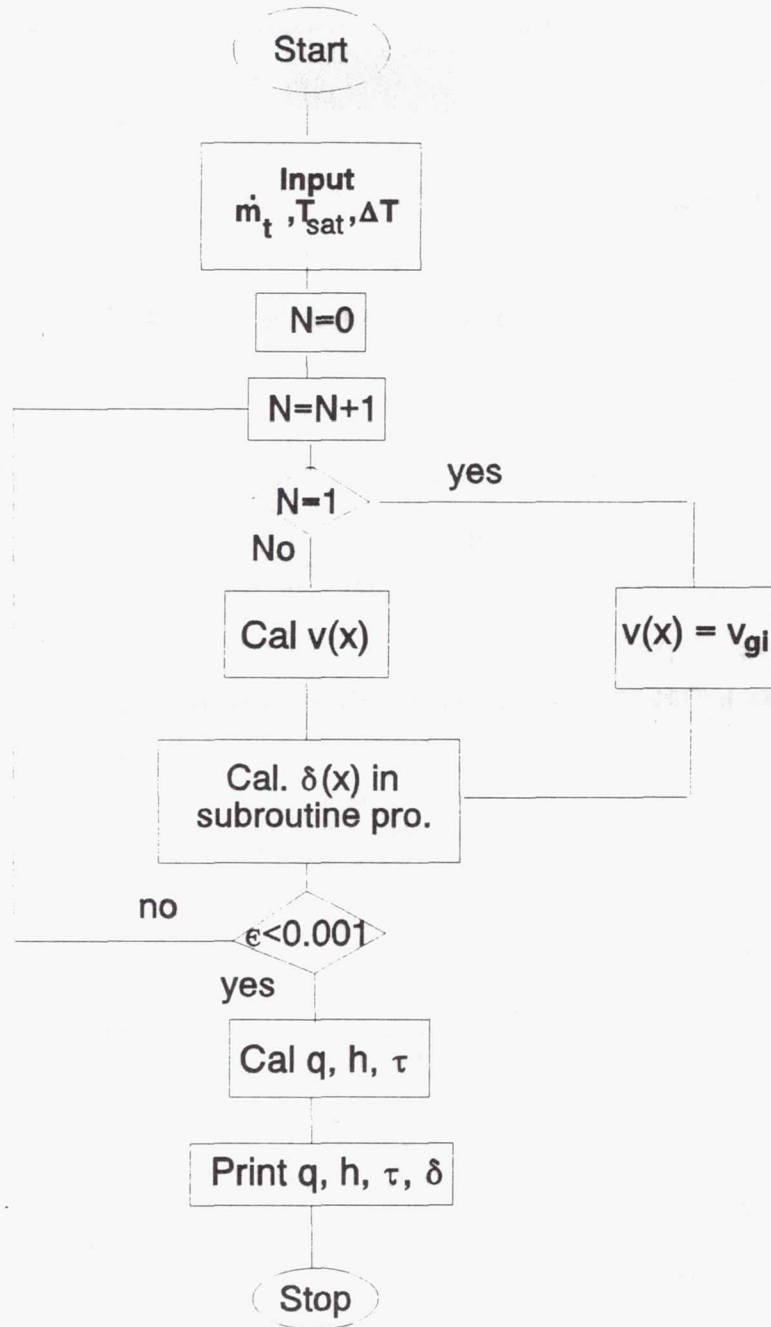 Start
Input
ṁt ,Tsat,ΔT
N=0
N=N+1
N=1
yes
No
Cal v(x)
v(x) = vgi
Cal. δ(x) in
subroutine pro.
no
ϵ<0.001
yes
Cal q, h, τ
Print q, h, τ, δ
Stop